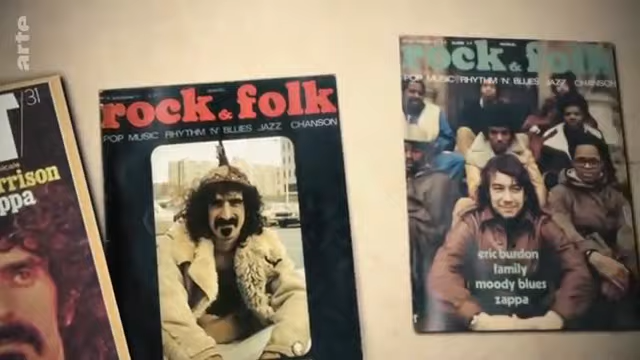 arte
31
rrison
ppa
rock & folk
POP MUSIC RHYTHM 'N' BLUES JAZZ CHANSON
rock & folk
POP MUSIC RHYTHM 'N' BLUES JAZZ CHANSON
eric burdon
family
moody blues
zappa